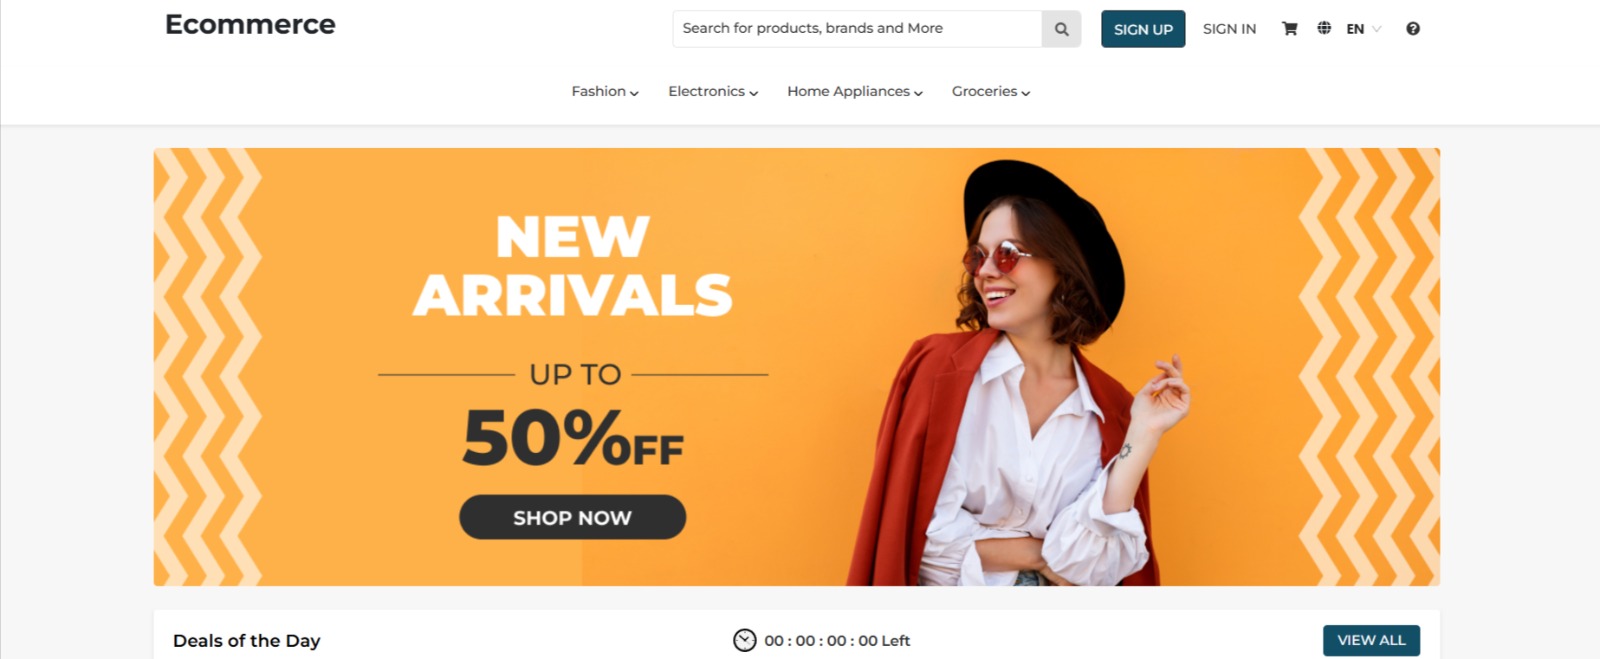 Ecommerce
Search for products, brands and More
SIGN UP
SIGN IN
EN
Fashion
Electronics
Home Appliances
Groceries
NEW
ARRIVALS
UP TO
50%FF
SHOP NOW
Deals of the Day
00 : 00 : 00 : 00 Left
VIEW ALL